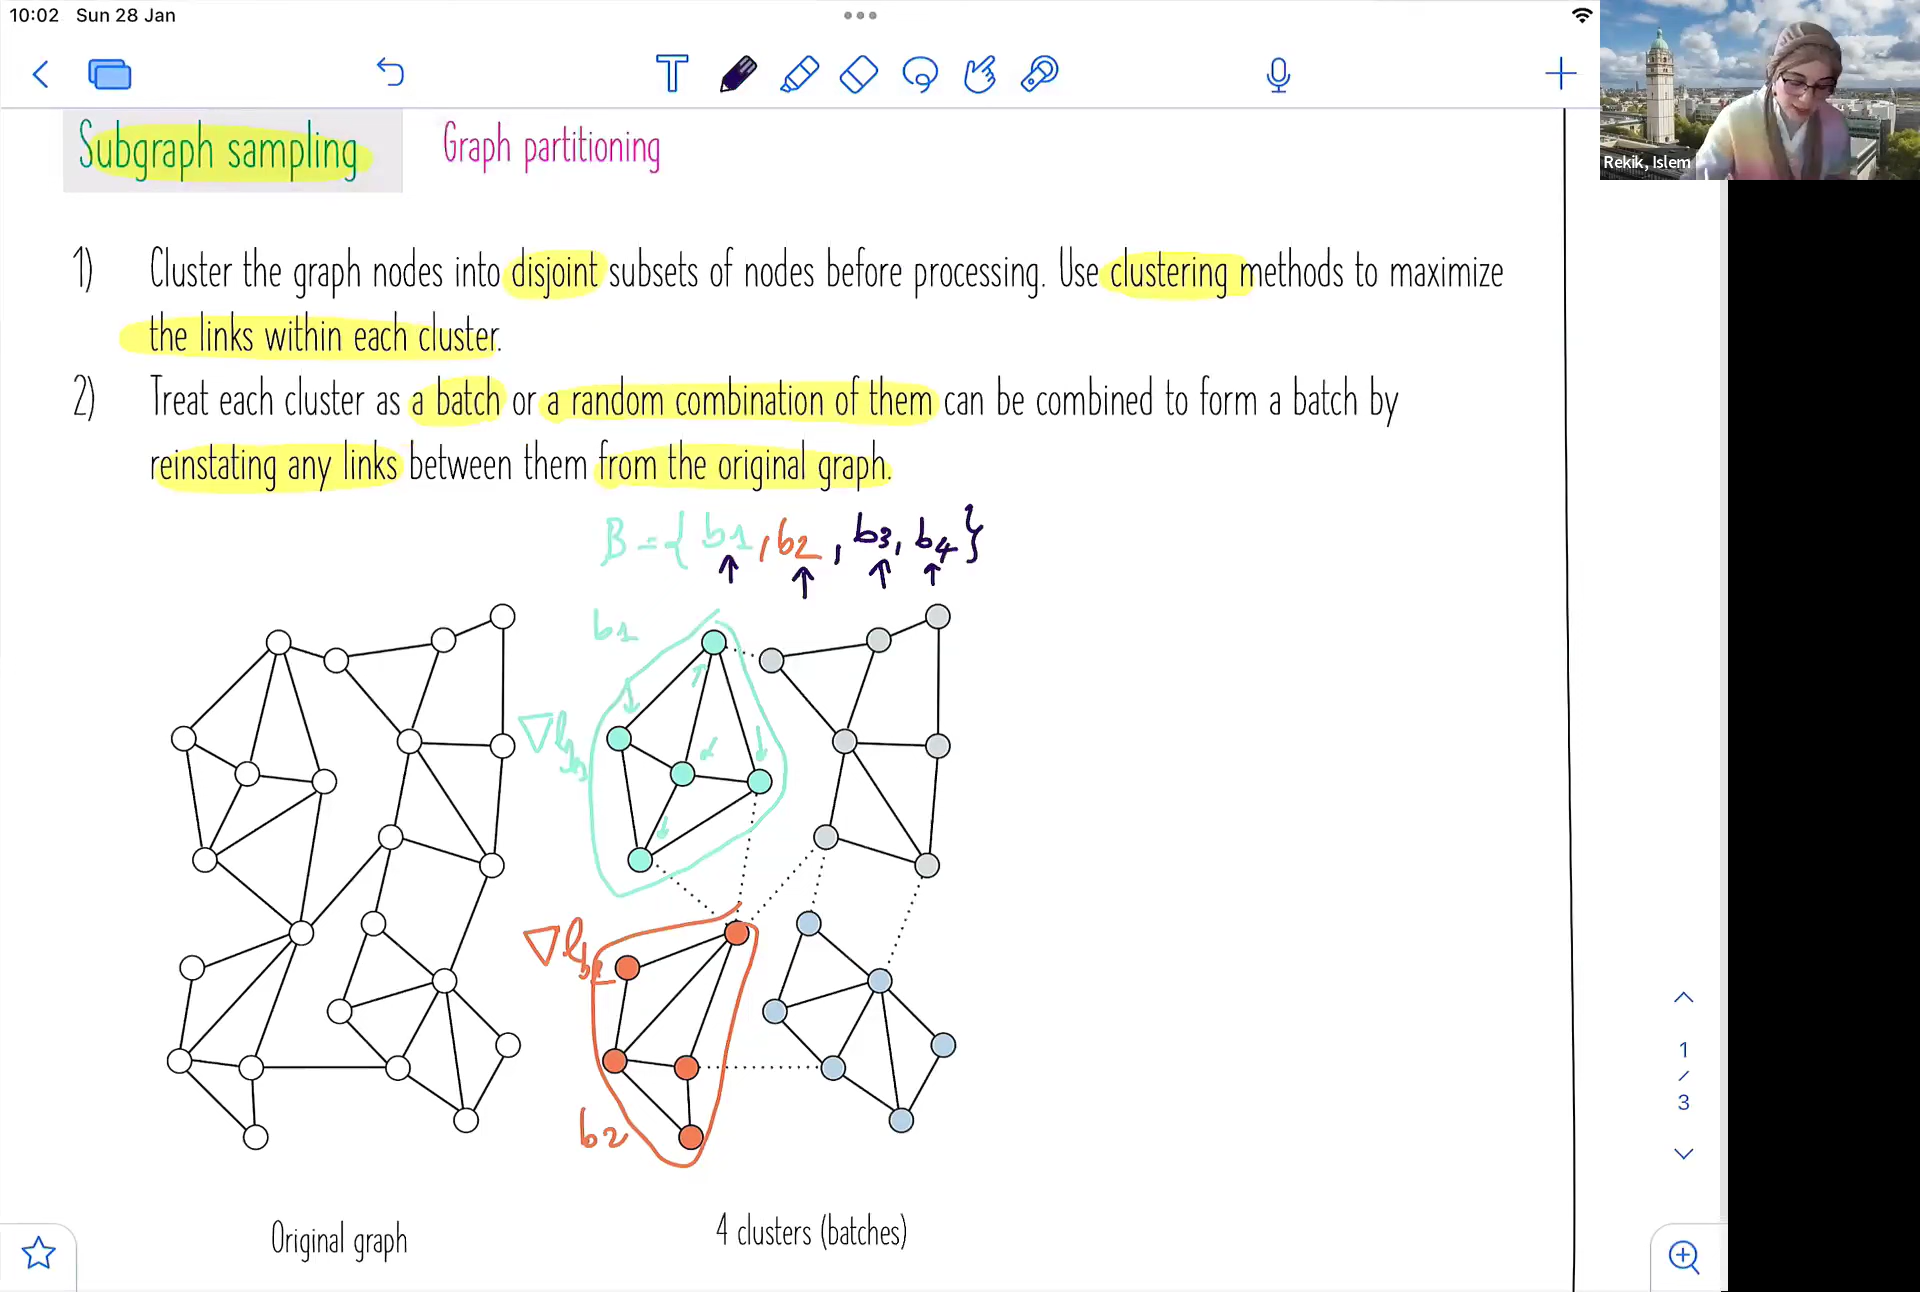 10:02 Sun 28 Jan
Rekik, Islem
Subgraph sampling Graph partitioning
1) Cluster the graph nodes into disjoint subsets of nodes before processing. Use clustering methods to maximize
the links within each cluster.
2) Treat each cluster as a batch or a random combination of them can be combined to form a batch by
reinstating any links between them from the original graph.
B = { b1, b2, b3, b4 }
b1
∇l
∇l
b2
1
/
3
Original graph
4 clusters (batches)